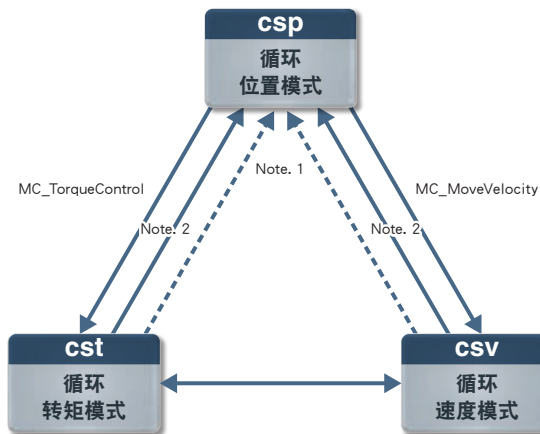 csp
循环
位置模式
MC_TorqueControl
Note. 1
MC_MoveVelocity
Note. 2
Note. 2
cst
循环
转矩模式
csv
循环
速度模式